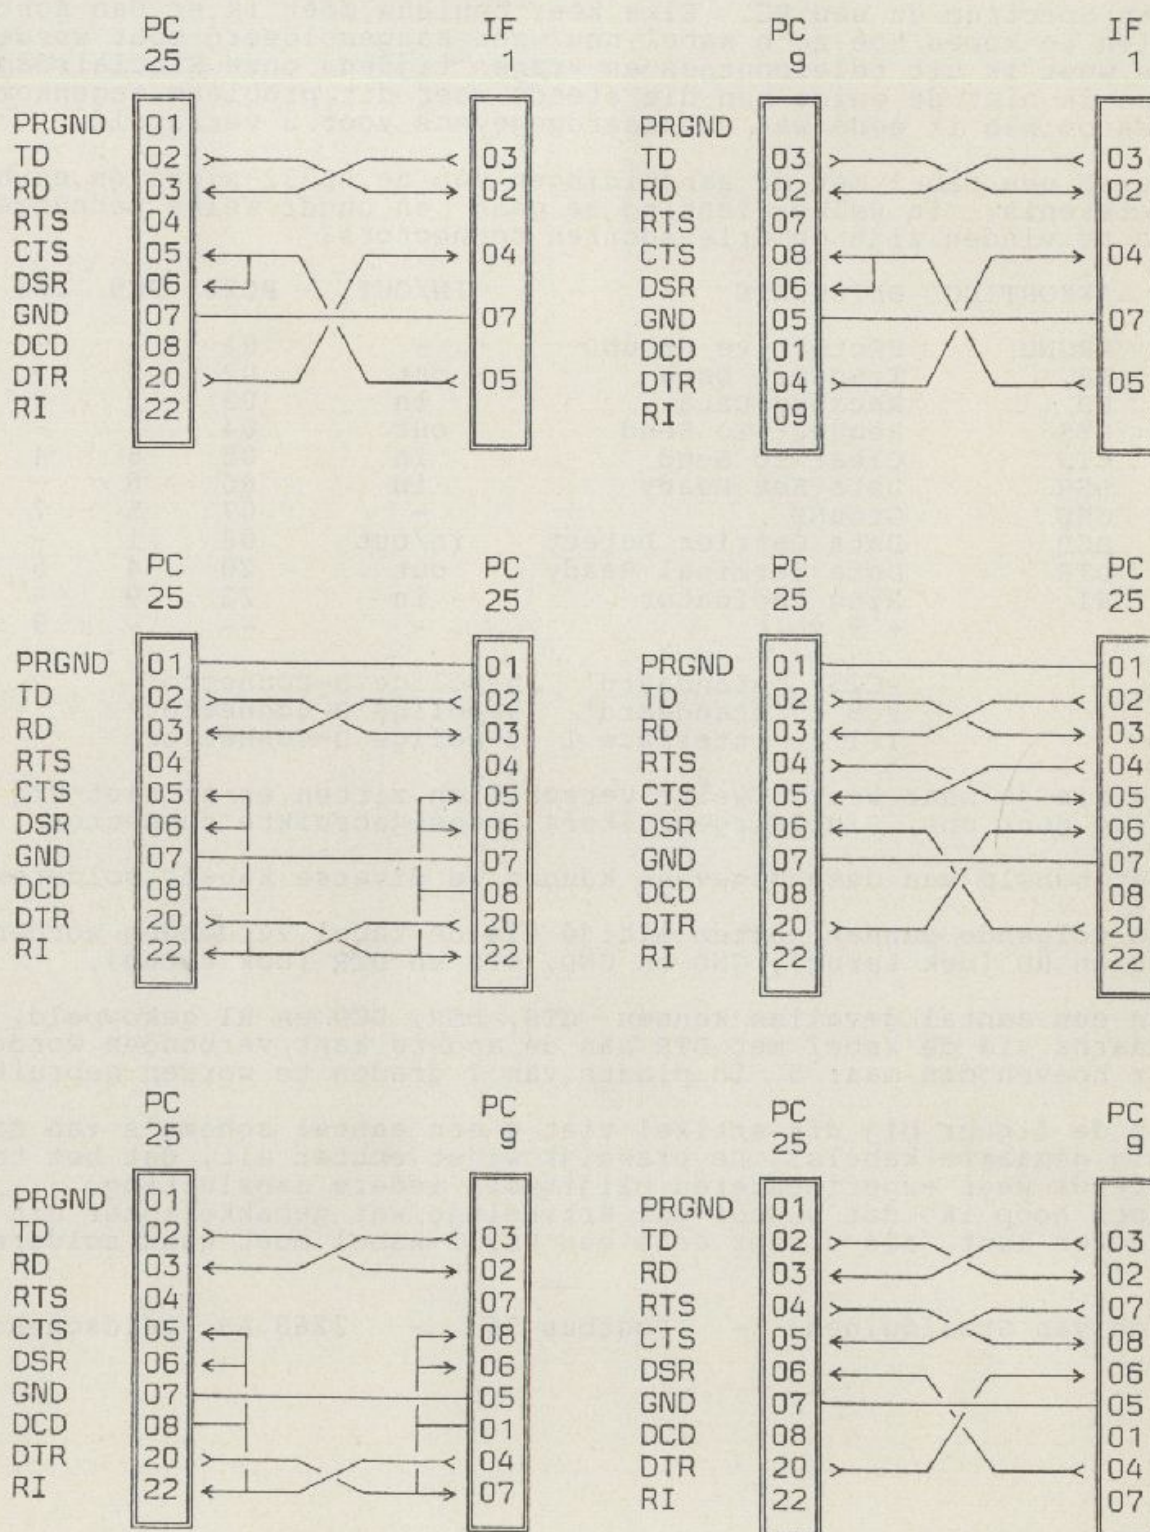 PC IF
25 1
PRGND 01
TD 02 03
RD 03 02
RTS 04
CTS 05 04
DSR 06
GND 07 07
DCD 08
DTR 20 05
RI 22
PC IF
9 1
PRGND
TD 03 03
RD 02 02
RTS 07
CTS 08 04
DSR 06
GND 05 07
DCD 01
DTR 04 05
RI 09
PC PC
25 25
PRGND 01 01
TD 02 02
RD 03 03
RTS 04 04
CTS 05 05
DSR 06 06
GND 07 07
DCD 08 08
DTR 20 20
RI 22 22
PC PC
25 25
PRGND 01 01
TD 02 02
RD 03 03
RTS 04 04
CTS 05 05
DSR 06 06
GND 07 07
DCD 08 08
DTR 20 20
RI 22 22
PC PC
25 9
PRGND 01
TD 02 03
RD 03 02
RTS 04 07
CTS 05 08
DSR 06 06
GND 07 05
DCD 08 01
DTR 20 04
RI 22 07
PC PC
25 9
PRGND 01
TD 02 03
RD 03 02
RTS 04 07
CTS 05 08
DSR 06 06
GND 07 05
DCD 08 01
DTR 20 04
RI 22 07